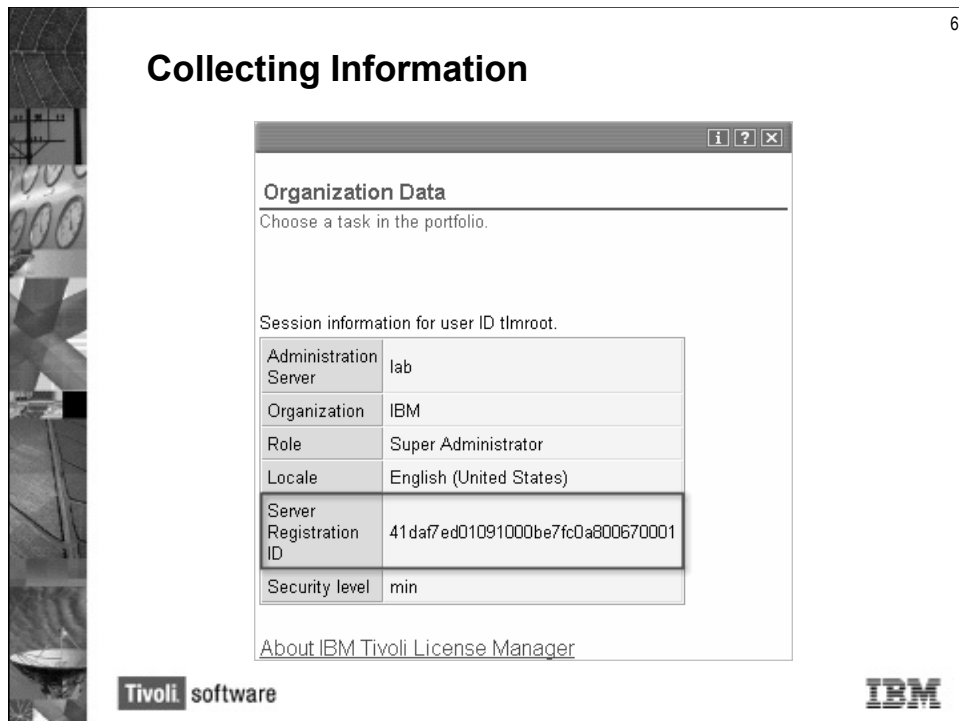 6
Collecting Information
i ? X
Organization Data
Choose a task in the portfolio.
Session information for user ID tlmroot.
Administration
Server
lab
Organization IBM
Role Super Administrator
Locale English (United States)
Server
Registration
ID
41daf7ed01091000be7fc0a800670001
Security level min
About IBM Tivoli License Manager
Tivoli. software
IBM